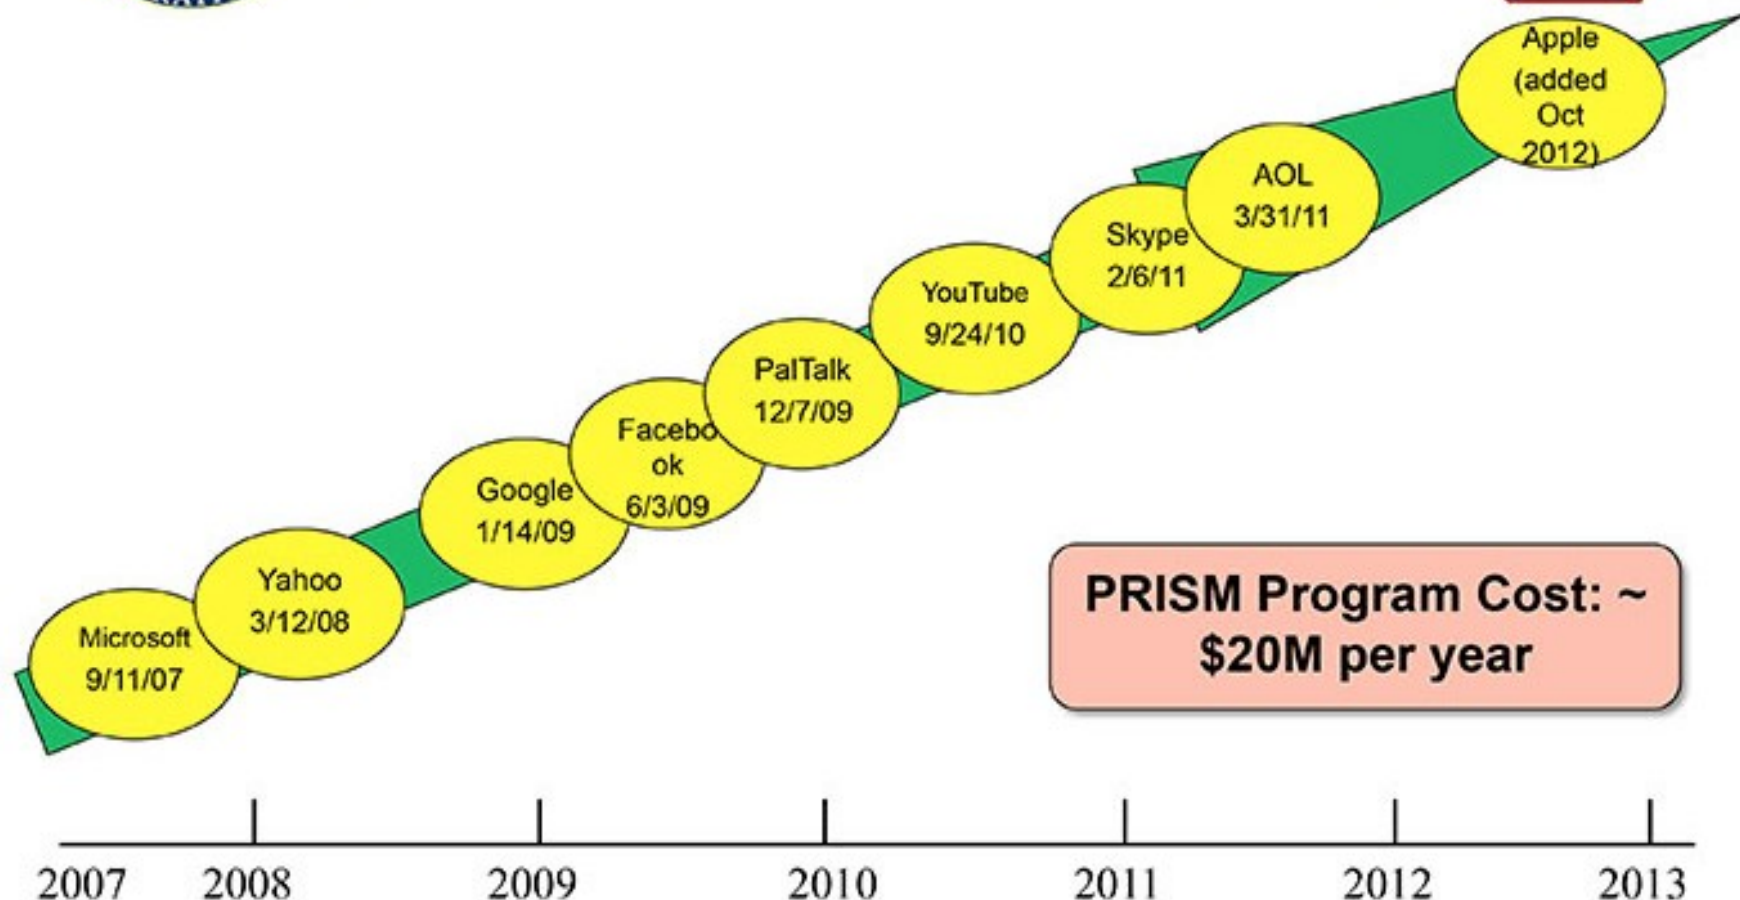 Apple
(added
Oct
2012)
AOL
3/31/11
Skype
2/6/11
YouTube
9/24/10
PalTalk
12/7/09
Facebo
ok
6/3/09
Google
1/14/09
Yahoo
3/12/08
Microsoft
9/11/07
PRISM Program Cost: ~
$20M per year
2007 2008 2009 2010 2011 2012 2013